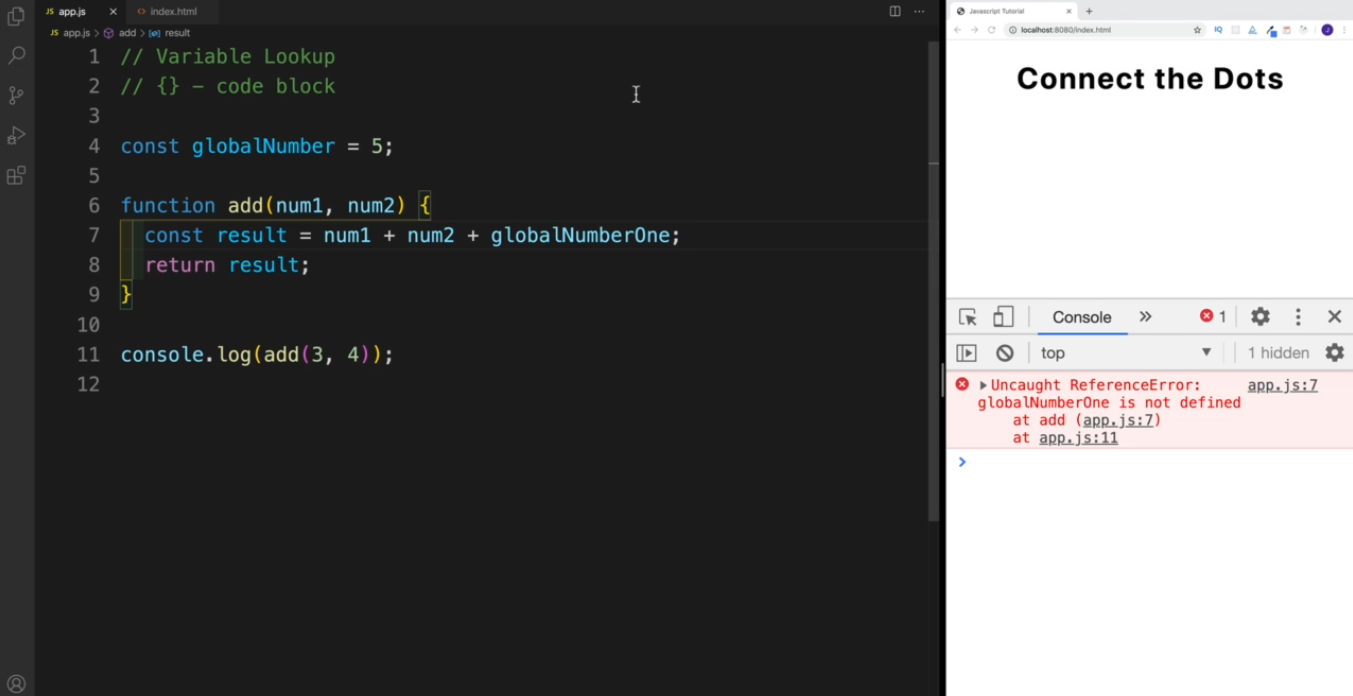 JS app.js × <> index.html ...
JS app.js > add > result
1 // Variable Lookup
2 // {} – code block
3
4 const globalNumber = 5;
5
6 function add(num1, num2) {
7 const result = num1 + num2 + globalNumberOne;
8 return result;
9 }
10
11 console.log(add(3, 4));
12
Javascript Tutorial × +
localhost:8080/index.html IQ J
Connect the Dots
Console » 1
top ▼ 1 hidden
Uncaught ReferenceError: app.js:7
globalNumberOne is not defined
at add (app.js:7)
at app.js:11
>